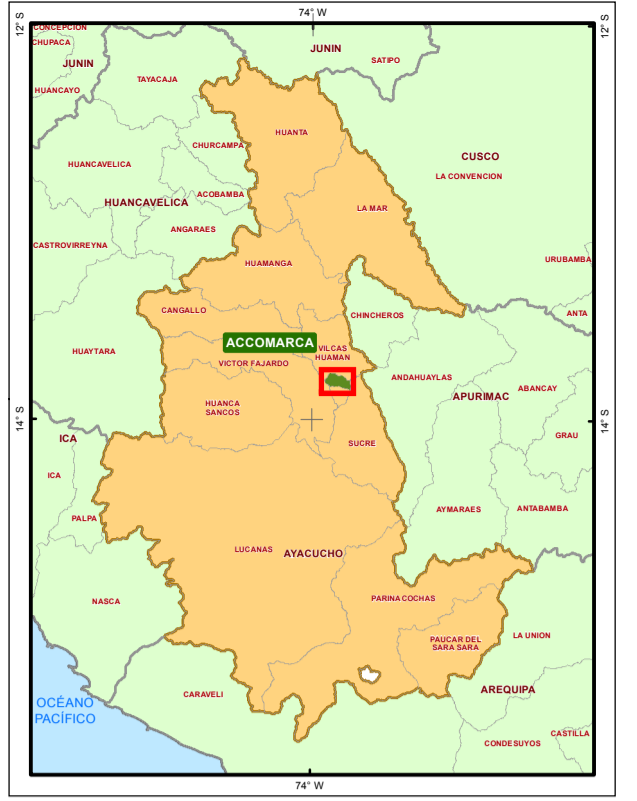 74° W
12° S
12° S
CONCEPCION
CHUPACA
JUNIN
JUNIN
SATIPO
TAYACAJA
HUANCAYO
HUANTA
CHURCAMPA
CUSCO
HUANCAVELICA
LA CONVENCION
ACOBAMBA
HUANCAVELICA
LA MAR
ANGARAES
CASTROVIRREYNA
URUBAMBA
HUAMANGA
CANGALLO
CHINCHEROS
ANTA
ACCOMARCA
HUAYTARA
VILCAS
HUAMAN
VICTOR FAJARDO
ANDAHUAYLAS
ABANCAY
APURIMAC
HUANCA
SANCOS
14° S
14° S
ICA
SUCRE
GRAU
ICA
AYMARAES
ANTABAMBA
PALPA
LUCANAS
AYACUCHO
NASCA
PARINACOCHAS
PAUCAR DEL
SARA SARA
LA UNION
CARAVELI
AREQUIPA
OCÉANO
PACÍFICO
CASTILLA
CONDESUYOS
74° W